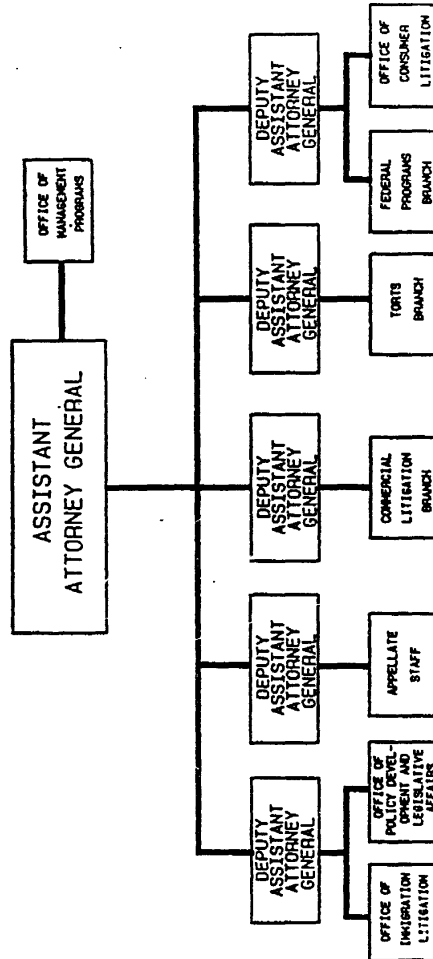 ASSISTANT
ATTORNEY GENERAL
OFFICE OF
MANAGEMENT
PROGRAMS
DEPUTY
ASSISTANT
ATTORNEY
GENERAL
DEPUTY
ASSISTANT
ATTORNEY
GENERAL
DEPUTY
ASSISTANT
ATTORNEY
GENERAL
DEPUTY
ASSISTANT
ATTORNEY
GENERAL
DEPUTY
ASSISTANT
ATTORNEY
GENERAL
OFFICE OF
IMMIGRATION
LITIGATION
OFFICE OF
POLICY DEVEL-
OPMENT AND
LEGISLATIVE
AFFAIRS
APPELLATE
STAFF
COMMERCIAL
LITIGATION
BRANCH
TORTS
BRANCH
FEDERAL
PROGRAMS
BRANCH
OFFICE OF
CONSUMER
LITIGATION